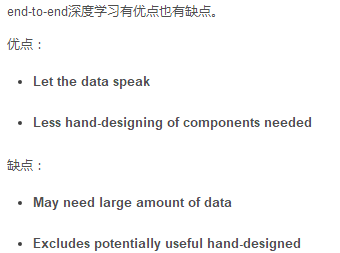 end-to-end深度学习有优点也有缺点。
优点：
Let the data speak
Less hand-designing of components needed
缺点：
May need large amount of data
Excludes potentially useful hand-designed